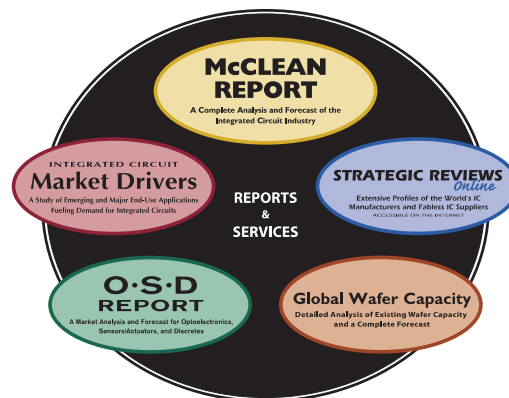 McCLEAN
REPORT
A Complete Analysis and Forecast of the
Integrated Circuit Industry
INTEGRATED CIRCUIT
Market Drivers
A Study of Emerging and Major End-Use Applications
Fueling Demand for Integrated Circuits
STRATEGIC REVIEWS
Online
Extensive Profiles of the World's IC
Manufacturers and Fabless IC Suppliers
ACCESSIBLE ON THE INTERNET
REPORTS
&
SERVICES
O·S·D
REPORT
A Market Analysis and Forecast for Optoelectronics,
Sensors/Actuators, and Discretes
Global Wafer Capacity
Detailed Analysis of Existing Wafer Capacity
and a Complete Forecast